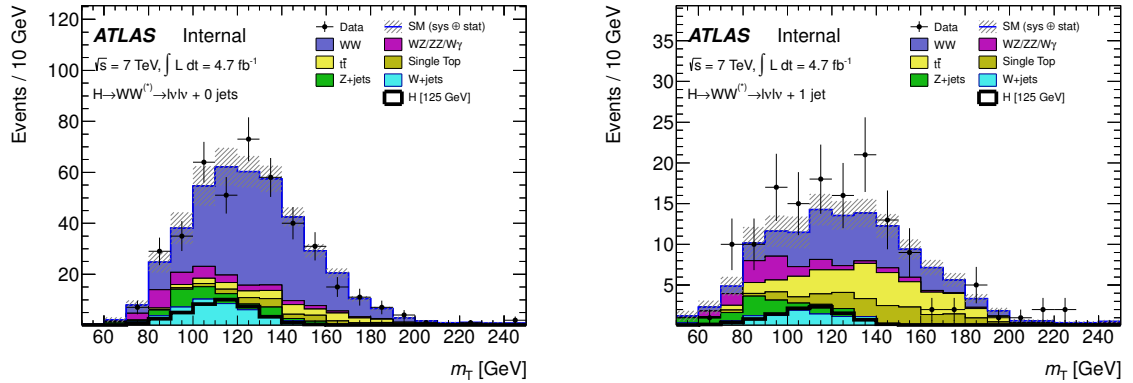 Events / 10 GeV
120
100
80
60
40
20
ATLAS Internal
√s = 7 TeV, ∫ L dt = 4.7 fb⁻¹
H→WW⁽*⁾→lνlν + 0 jets
Data
SM (sys ⊕ stat)
WW
WZ/ZZ/Wγ
tt̄
Single Top
Z+jets
W+jets
H [125 GeV]
60 80 100 120 140 160 180 200 220 240
m_T [GeV]
Events / 10 GeV
35
30
25
20
15
10
5
ATLAS Internal
√s = 7 TeV, ∫ L dt = 4.7 fb⁻¹
H→WW⁽*⁾→lνlν + 1 jet
Data
SM (sys ⊕ stat)
WW
WZ/ZZ/Wγ
tt̄
Single Top
Z+jets
W+jets
H [125 GeV]
60 80 100 120 140 160 180 200 220 240
m_T [GeV]